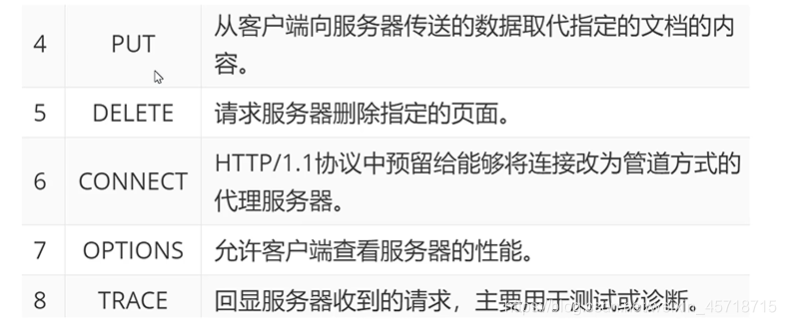 从客户端向服务器传送的数据取代指定的文档的内
4 PUT
容。
5 DELETE 请求服务器删除指定的页面。
HTTP/1.1协议中预留给能够将连接改为管道方式的
6 CONNECT
代理服务器。
7 OPTIONS 允许客户端查看服务器的性能。
8 TRACE 回显服务器收到的请求，主要用于测试或诊断。